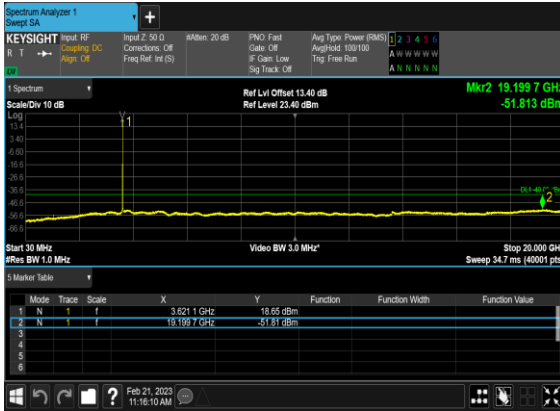 Spectrum Analyzer 1
Swept SA
+
KEYSIGHT Input: RF Input Z: 50 Ω #Atten: 20 dB PNO: Fast Avg Type: Power (RMS) 1 2 3 4 5 6
R T Coupling: DC Corrections: Off Gate: Off Avg|Hold: 100/100 A W W W W W
Align: Off Freq Ref: Int (S) IF Gain: Low Trig: Free Run
Sig Track: Off A N N N N N
1 Spectrum Ref Lvl Offset 13.40 dB Mkr2 19.199 7 GHz
Scale/Div 10 dB Ref Level 23.40 dBm -51.813 dBm
Log
13.4
3.40
-6.60
-16.6
-26.6
-36.6
-46.6
-56.6
-66.6
1
2
Start 30 MHz Video BW 3.0 MHz* Stop 20.000 GHz
#Res BW 1.0 MHz Sweep 34.7 ms (40001 pts)
5 Marker Table
Mode Trace Scale X Y Function Function Width Function Value
1 N 1 f 3.621 1 GHz 18.65 dBm
2 N 1 f 19.199 7 GHz -51.81 dBm
3
4
5
6
? Feb 21, 2023
11:16:10 AM